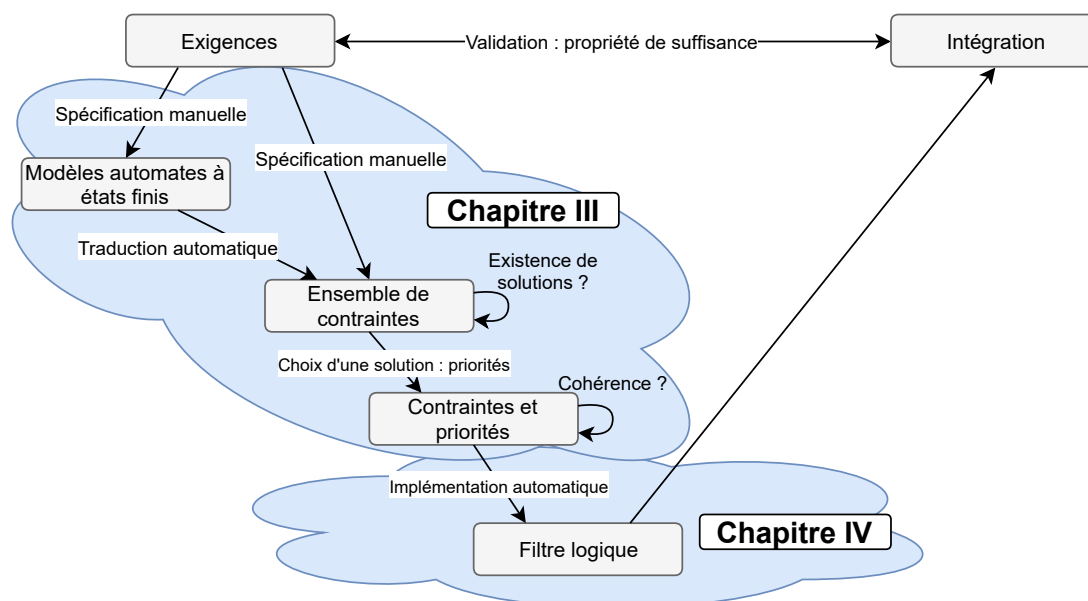 Exigences
Validation : propriété de suffisance
Intégration
Spécification manuelle
Spécification manuelle
Modèles automates à
états finis
Chapitre III
Traduction automatique
Existence de
solutions ?
Ensemble de
contraintes
Choix d'une solution : priorités
Cohérence ?
Contraintes et
priorités
Implémentation automatique
Filtre logique
Chapitre IV